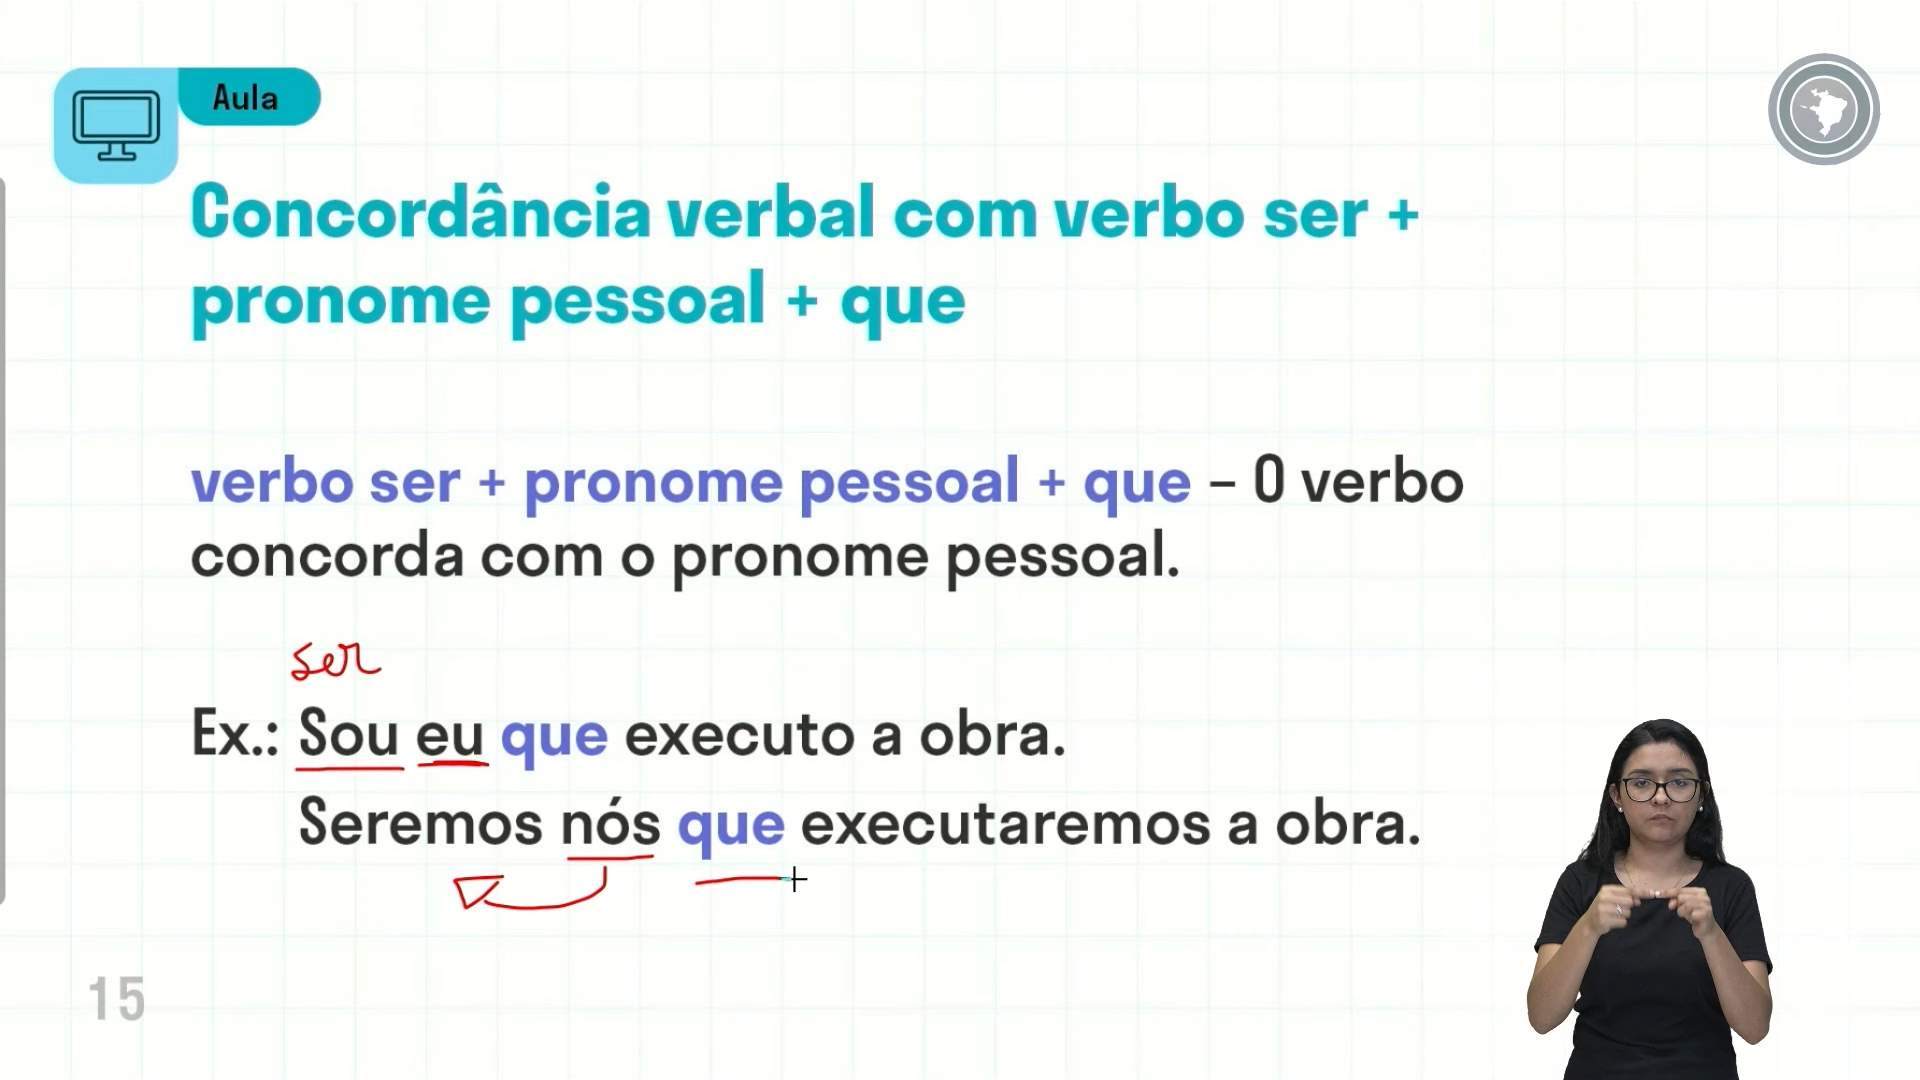 Aula
Concordância verbal com verbo ser +
pronome pessoal + que
verbo ser + pronome pessoal + que – O verbo
concorda com o pronome pessoal.
ser
Ex.: Sou eu que executo a obra.
Seremos nós que executaremos a obra.
15